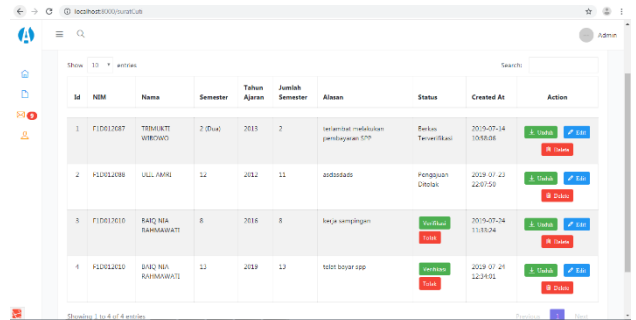 localhost:8000/suratCuti
Admin
Show 10 entries Search:
Id NIM Nama Semester Tahun Ajaran Jumlah Semester Alasan Status Created At Action
1 F1D012087 TRIMUKTI WIBOWO 2 (Dua) 2013 2 terlambat melakukan pembayaran SPP Berkas Terverifikasi 2019-07-14 10:58:08 Unduh Edit
Delete
2 F1D012088 ULIL AMRI 12 2012 11 asdasdads Pengajuan Ditolak 2019-07-23 22:07:50 Unduh Edit
Delete
3 F1D012010 BAIQ NIA RAHMAWATI 8 2016 8 kerja sampingan Verifikasi 2019-07-24 11:33:24 Unduh Edit
Tolak Delete
4 F1D012010 BAIQ NIA RAHMAWATI 13 2019 13 telat bayar spp Verifikasi 2019-07-24 12:34:01 Unduh Edit
Tolak Delete
Showing 1 to 4 of 4 entries Previous 1 Next